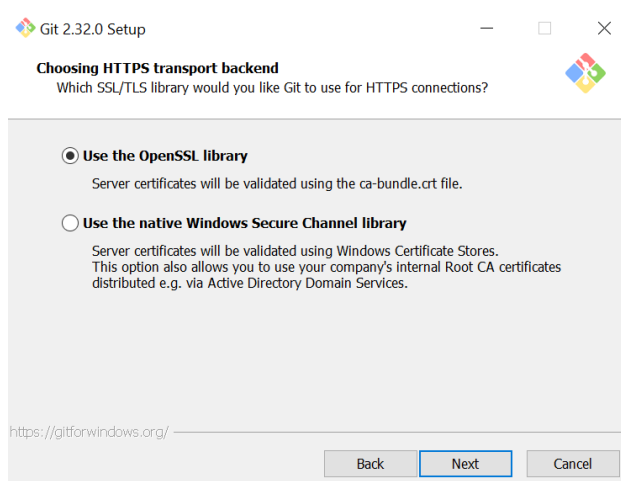 Git 2.32.0 Setup
Choosing HTTPS transport backend
Which SSL/TLS library would you like Git to use for HTTPS connections?
Use the OpenSSL library
Server certificates will be validated using the ca-bundle.crt file.
Use the native Windows Secure Channel library
Server certificates will be validated using Windows Certificate Stores.
This option also allows you to use your company's internal Root CA certificates
distributed e.g. via Active Directory Domain Services.
https://gitforwindows.org/
Back Next Cancel